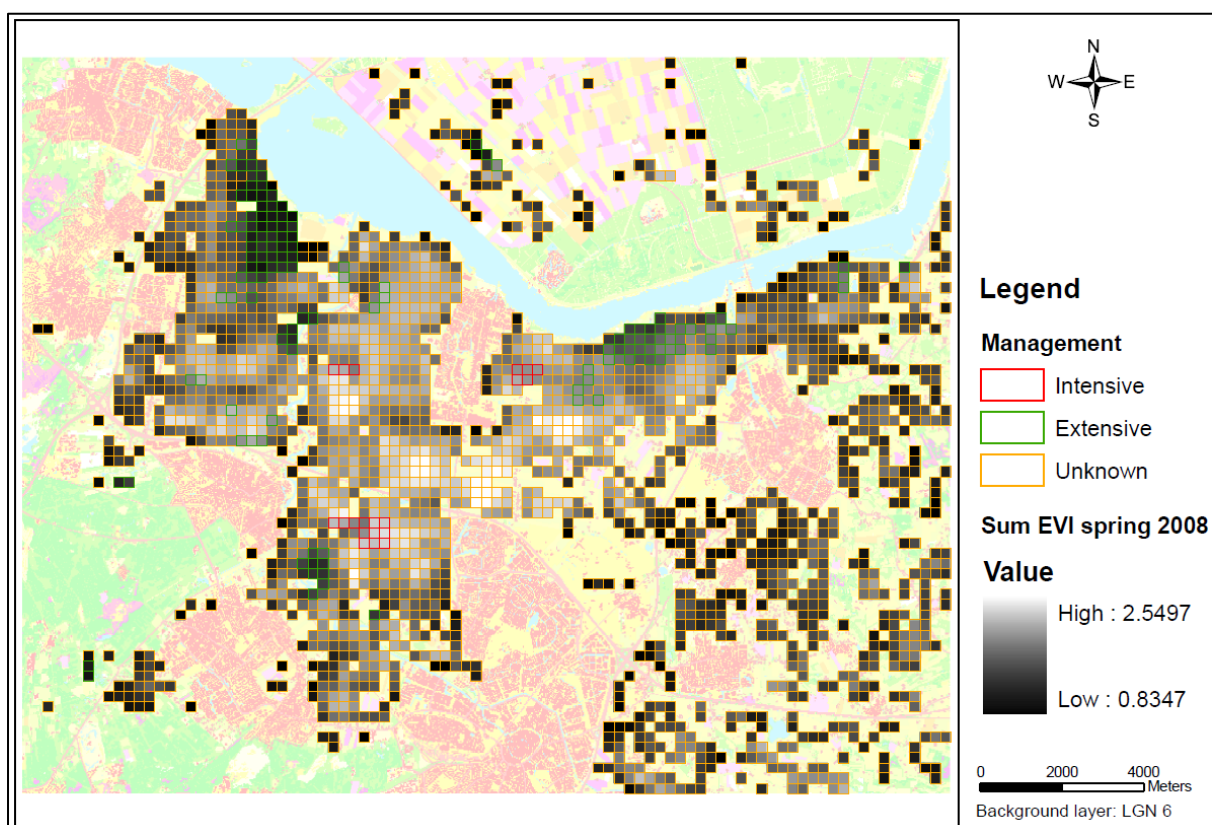 N
W E
S
Legend
Management
Intensive
Extensive
Unknown
Sum EVI spring 2008
Value
High : 2.5497
Low : 0.8347
0 2000 4000
Meters
Background layer: LGN 6